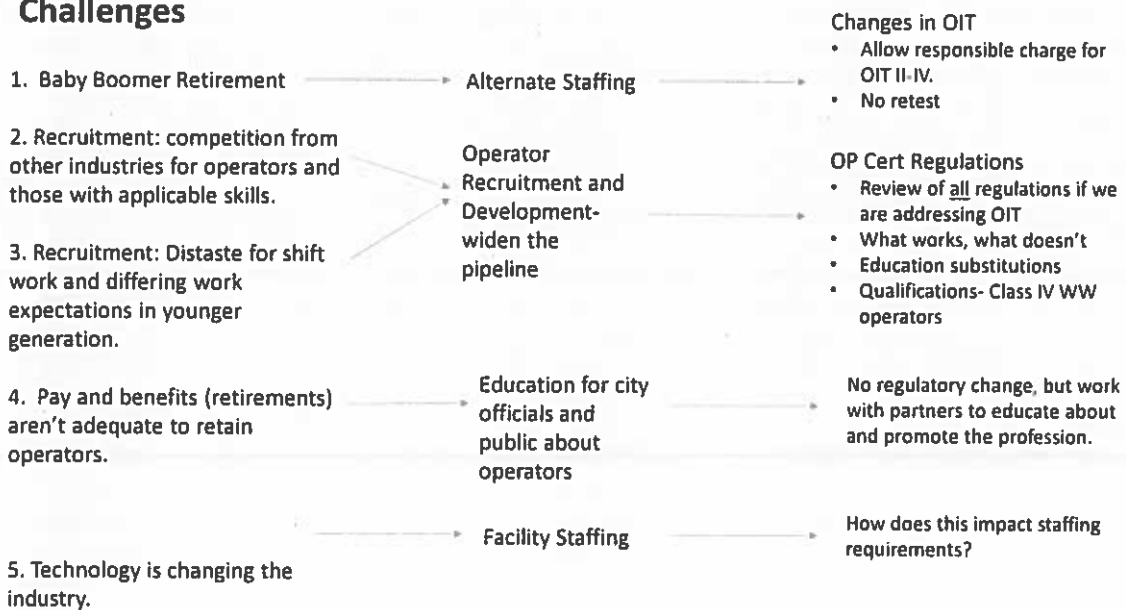 Challenges
1. Baby Boomer Retirement
2. Recruitment: competition from
other industries for operators and
those with applicable skills.
3. Recruitment: Distaste for shift
work and differing work
expectations in younger
generation.
4. Pay and benefits (retirements)
aren't adequate to retain
operators.
5. Technology is changing the
industry.
Alternate Staffing
Operator
Recruitment and
Development-
widen the
pipeline
Education for city
officials and
public about
operators
Facility Staffing
Changes in OIT
• Allow responsible charge for
OIT II-IV.
• No retest
OP Cert Regulations
• Review of all regulations if we
are addressing OIT
• What works, what doesn't
• Education substitutions
• Qualifications- Class IV WW
operators
No regulatory change, but work
with partners to educate about
and promote the profession.
How does this impact staffing
requirements?